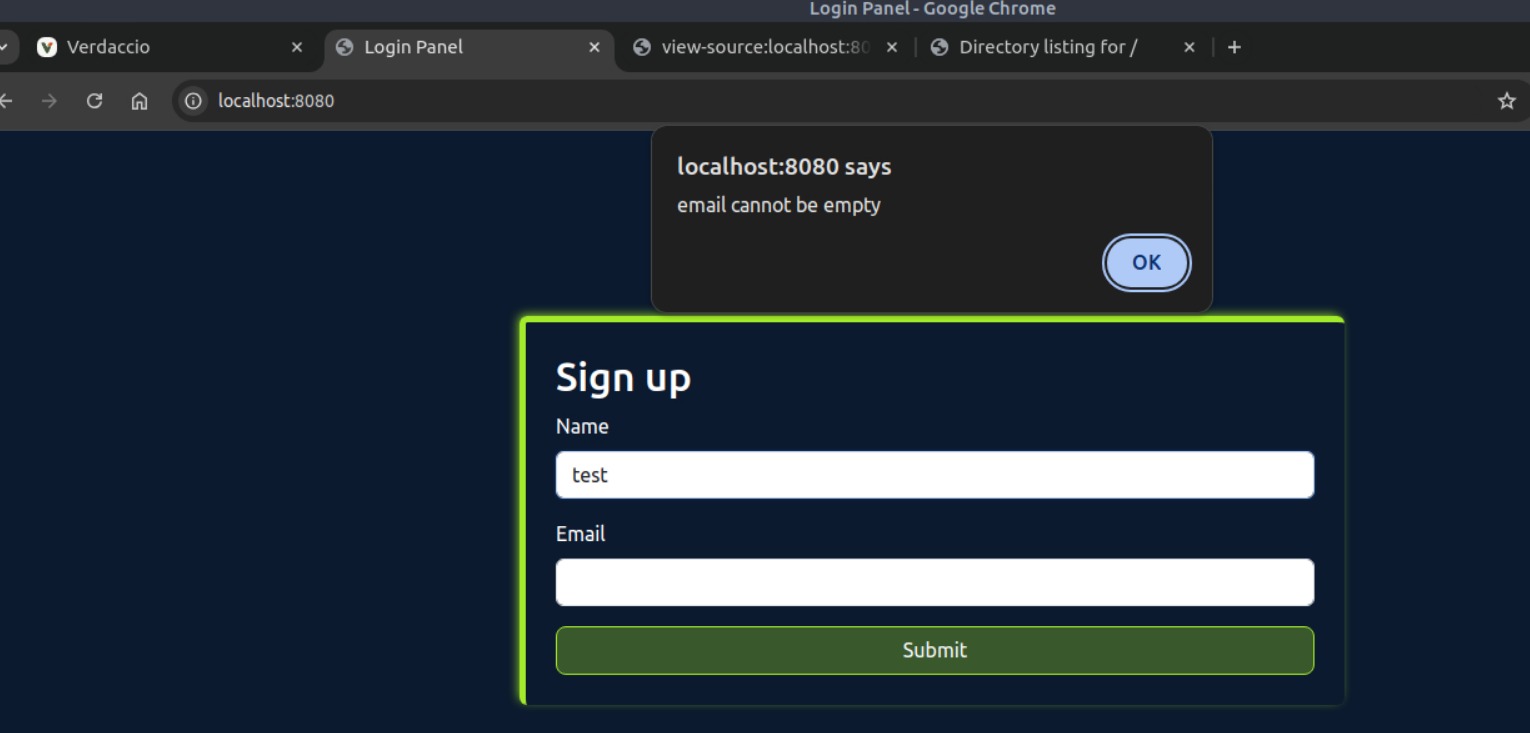 Login Panel - Google Chrome
Verdaccio
Login Panel
view-source:localhost:80
Directory listing for /
localhost:8080
localhost:8080 says
email cannot be empty
OK
Sign up
Name
test
Email
Submit